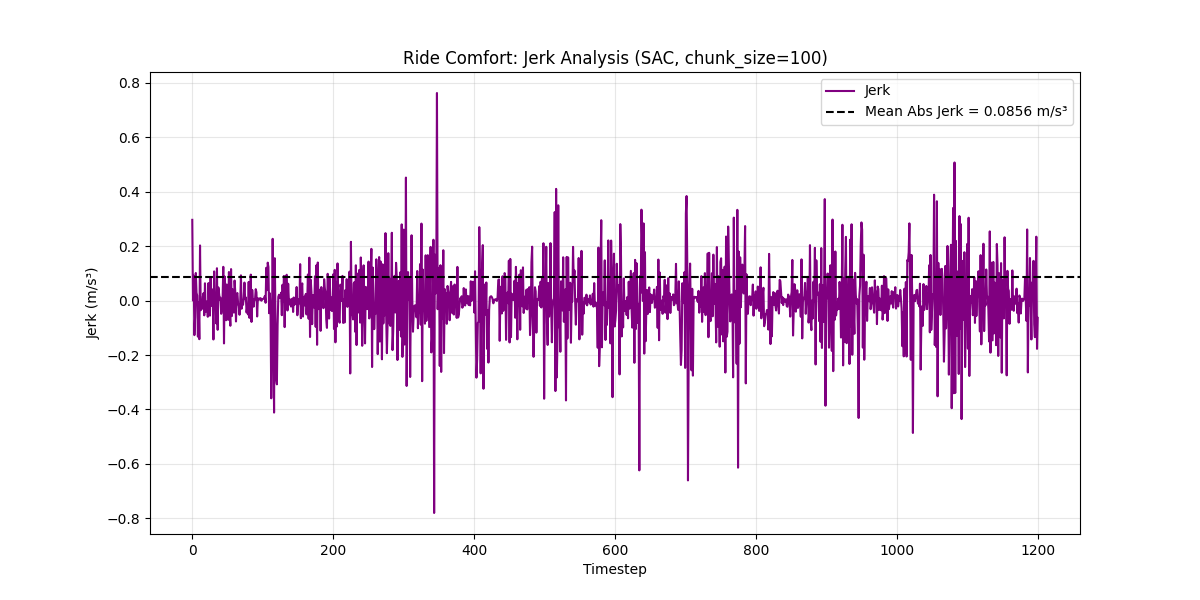 Ride Comfort: Jerk Analysis (SAC, chunk_size=100)
Jerk
Mean Abs Jerk = 0.0856 m/s³
Jerk (m/s³)
0.8
0.6
0.4
0.2
0.0
−0.2
−0.4
−0.6
−0.8
0 200 400 600 800 1000 1200
Timestep